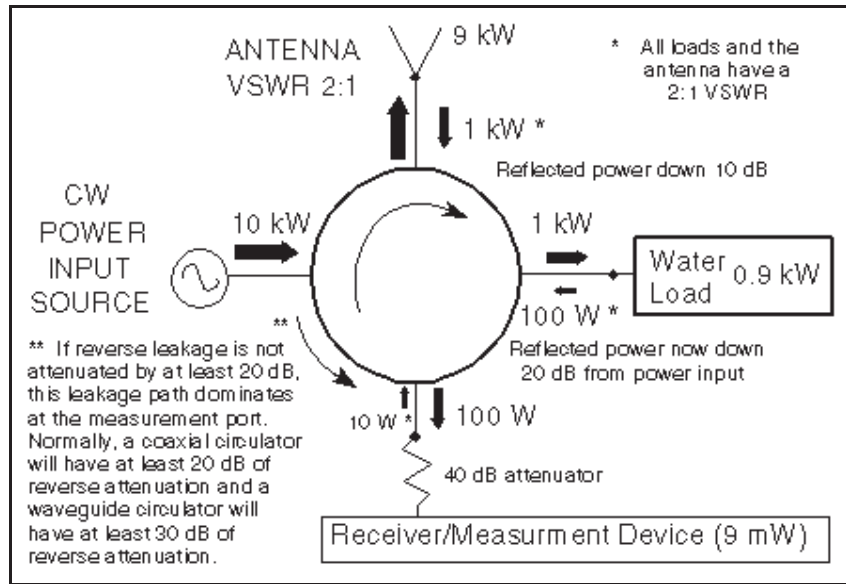 ANTENNA
VSWR 2:1
9 kW
* All loads and the
antenna have a
2:1 VSWR
1 kW *
Reflected power down 10 dB
CW
POWER
INPUT
SOURCE
10 kW
1 kW
Water
Load
0.9 kW
100 W *
Reflected power now down
20 dB from power input
**
** If reverse leakage is not
attenuated by at least 20 dB,
this leakage path dominates
at the measurement port.
Normally, a coaxial circulator
will have at least 20 dB of
reverse attenuation and a
waveguide circulator will
have at least 30 dB of
reverse attenuation.
10 W *
100 W
40 dB attenuator
Receiver/Measurment Device (9 mW)